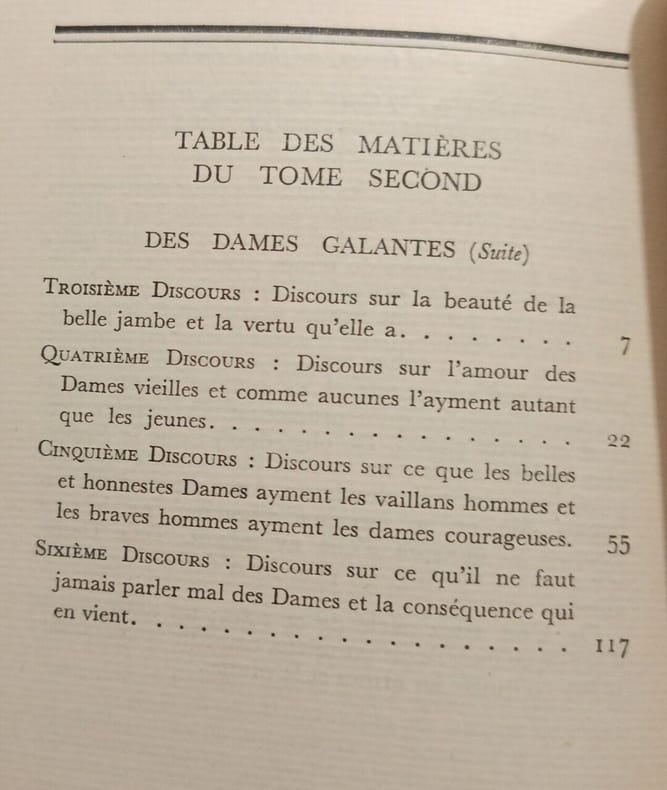 TABLE DES MATIÈRES
DU TOME SECOND
DES DAMES GALANTES (Suite)
TROISIÈME DISCOURS : Discours sur la beauté de la
belle jambe et la vertu qu'elle a. . . . . . . . 7
QUATRIÈME DISCOURS : Discours sur l'amour des
Dames vieilles et comme aucunes l'ayment autant
que les jeunes. . . . . . . . . . . . . . . . 22
CINQUIÈME DISCOURS : Discours sur ce que les belles
et honnestes Dames ayment les vaillans hommes et
les braves hommes ayment les dames courageuses. 55
SIXIÈME DISCOURS : Discours sur ce qu'il ne faut
jamais parler mal des Dames et la conséquence qui
en vient. . . . . . . . . . . . . . . . . . . 117